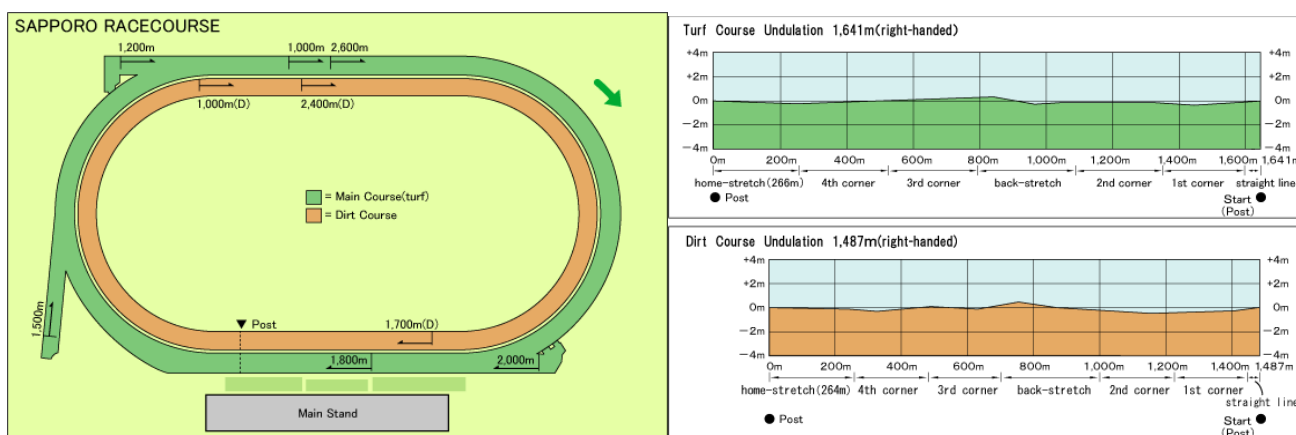 SAPPORO RACECOURSE
1,200m
1,000m 2,600m
1,000m(D)
2,400m(D)
= Main Course(turf)
= Dirt Course
1,500m
Post
1,700m(D)
1,800m
2,000m
Main Stand
Turf Course Undulation 1,641m(right-handed)
+4m +4m
+2m +2m
0m 0m
−2m −2m
−4m −4m
0m 200m 400m 600m 800m 1,000m 1,200m 1,400m 1,600m 1,641m
home-stretch(266m) 4th corner 3rd corner back-stretch 2nd corner 1st corner straight line
Post Start
(Post)
Dirt Course Undulation 1,487m(right-handed)
+4m +4m
+2m +2m
0m 0m
−2m −2m
−4m −4m
0m 200m 400m 600m 800m 1,000m 1,200m 1,400m 1,487m
home-stretch(264m) 4th corner 3rd corner back-stretch 2nd corner 1st corner
straight line
Post Start
(Post)